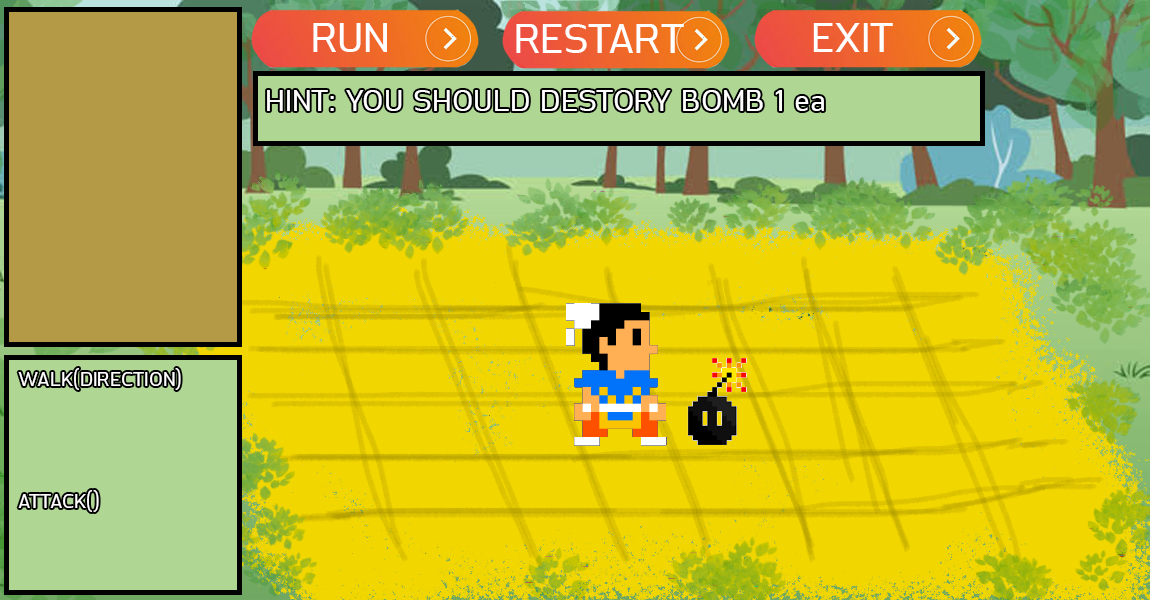 RUN
RESTART
EXIT
HINT: YOU SHOULD DESTORY BOMB 1 ea
WALK(DIRECTION)
ATTACK()